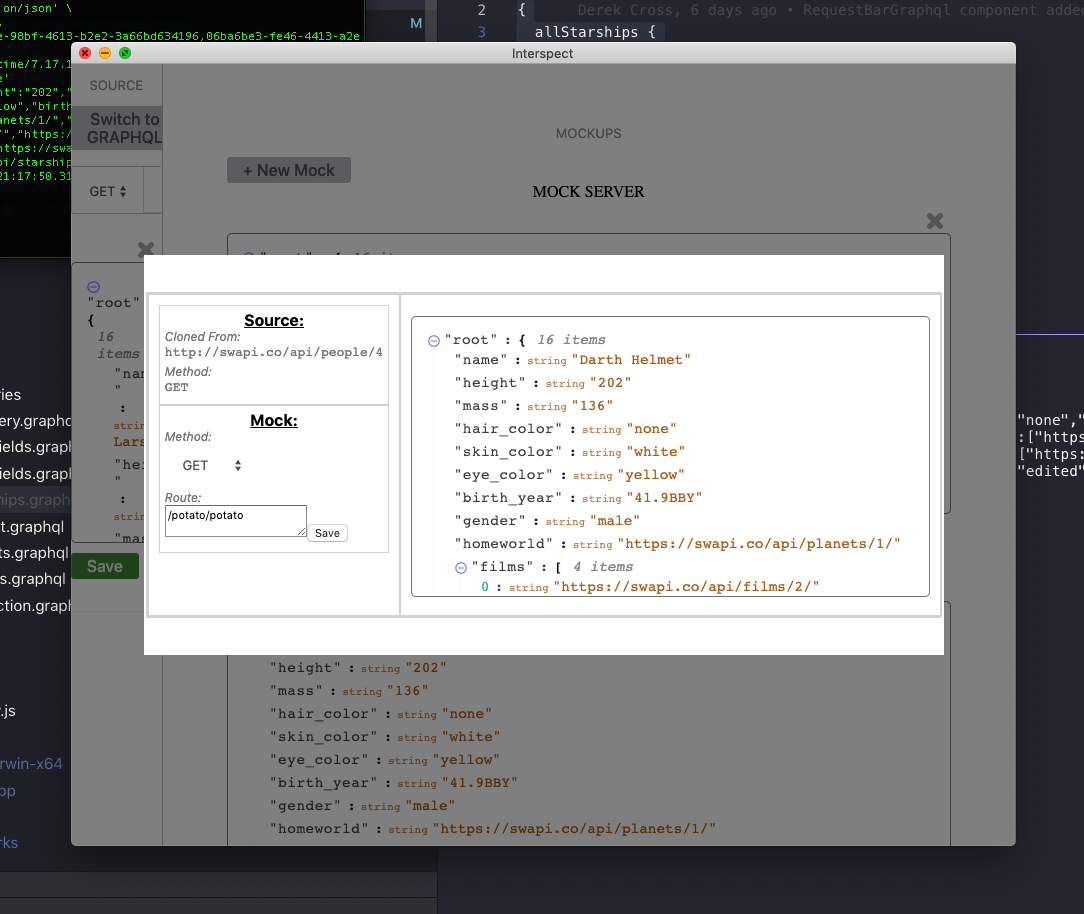 on/json' \
e-98bf-4613-b2e2-3a66bd634196,06ba6be3-fe46-4413-a2e
M
2 {
Derek Cross, 6 days ago • RequestBarGraphql component added
3 allStarships {
Interspect
time/7.17.1
e'
nt":"202","
low","birth
anets/1/","
/","https:/
https://swa
pi/starship
21:17:50.31
SOURCE
Switch to
GRAPHQL
GET
"root"
{
16
items
"nam
"
:
strin
Lars
"hei
"
:
strin
"mas
Save
MOCKUPS
+ New Mock
MOCK SERVER
Source:
Cloned From:
http://swapi.co/api/people/4
Method:
GET
Mock:
Method:
GET
Route:
/potato/potato
Save
"root" : { 16 items
"name" : string "Darth Helmet"
"height" : string "202"
"mass" : string "136"
"hair_color" : string "none"
"skin_color" : string "white"
"eye_color" : string "yellow"
"birth_year" : string "41.9BBY"
"gender" : string "male"
"homeworld" : string "https://swapi.co/api/planets/1/"
"films" : [ 4 items
0 : string "https://swapi.co/api/films/2/"
"height" : string "202"
"mass" : string "136"
"hair_color" : string "none"
"skin_color" : string "white"
"eye_color" : string "yellow"
"birth_year" : string "41.9BBY"
"gender" : string "male"
"homeworld" : string "https://swapi.co/api/planets/1/"
ries
ery.graphq
ields.graph
ields.graph
hips.graph
t.graphql
ts.graphql
s.graphql
ction.graph
.js
rwin-x64
pp
rks
"none","
:["https
["https:
"edited"